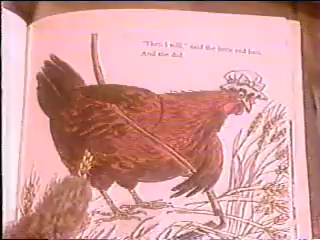 "Then I will," said the little red hen.
And she did.